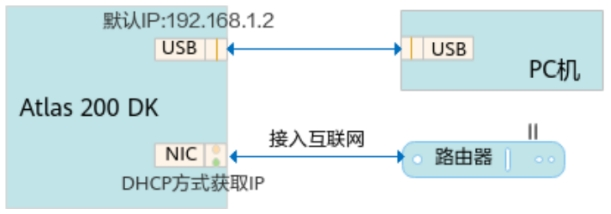 默认IP:192.168.1.2
USB
USB
PC机
Atlas 200 DK
接入互联网
NIC
路由器
DHCP方式获取IP